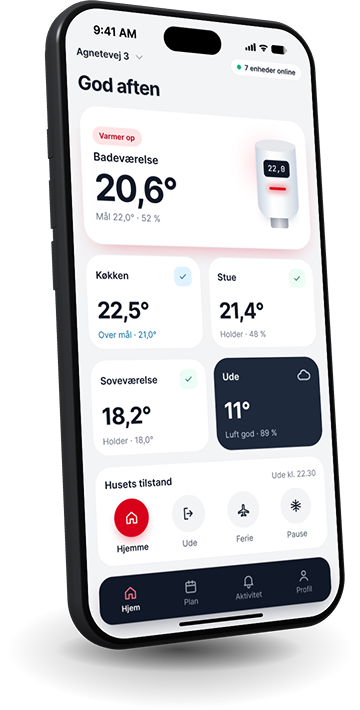 9:41 AM
Agnetevej 3
7 enheder online
God aften
Varmer op
Badeværelse
20,6°
Mål 22,0° · 52 %
22,0
Køkken
22,5°
Over mål · 21,0°
Stue
21,4°
Holder · 48 %
Soveværelse
18,2°
Holder · 18,0°
Ude
11°
Luft god · 89 %
Husets tilstand
Ude kl. 22.30
Hjemme
Ude
Ferie
Pause
Hjem
Plan
Aktivitet
Profil